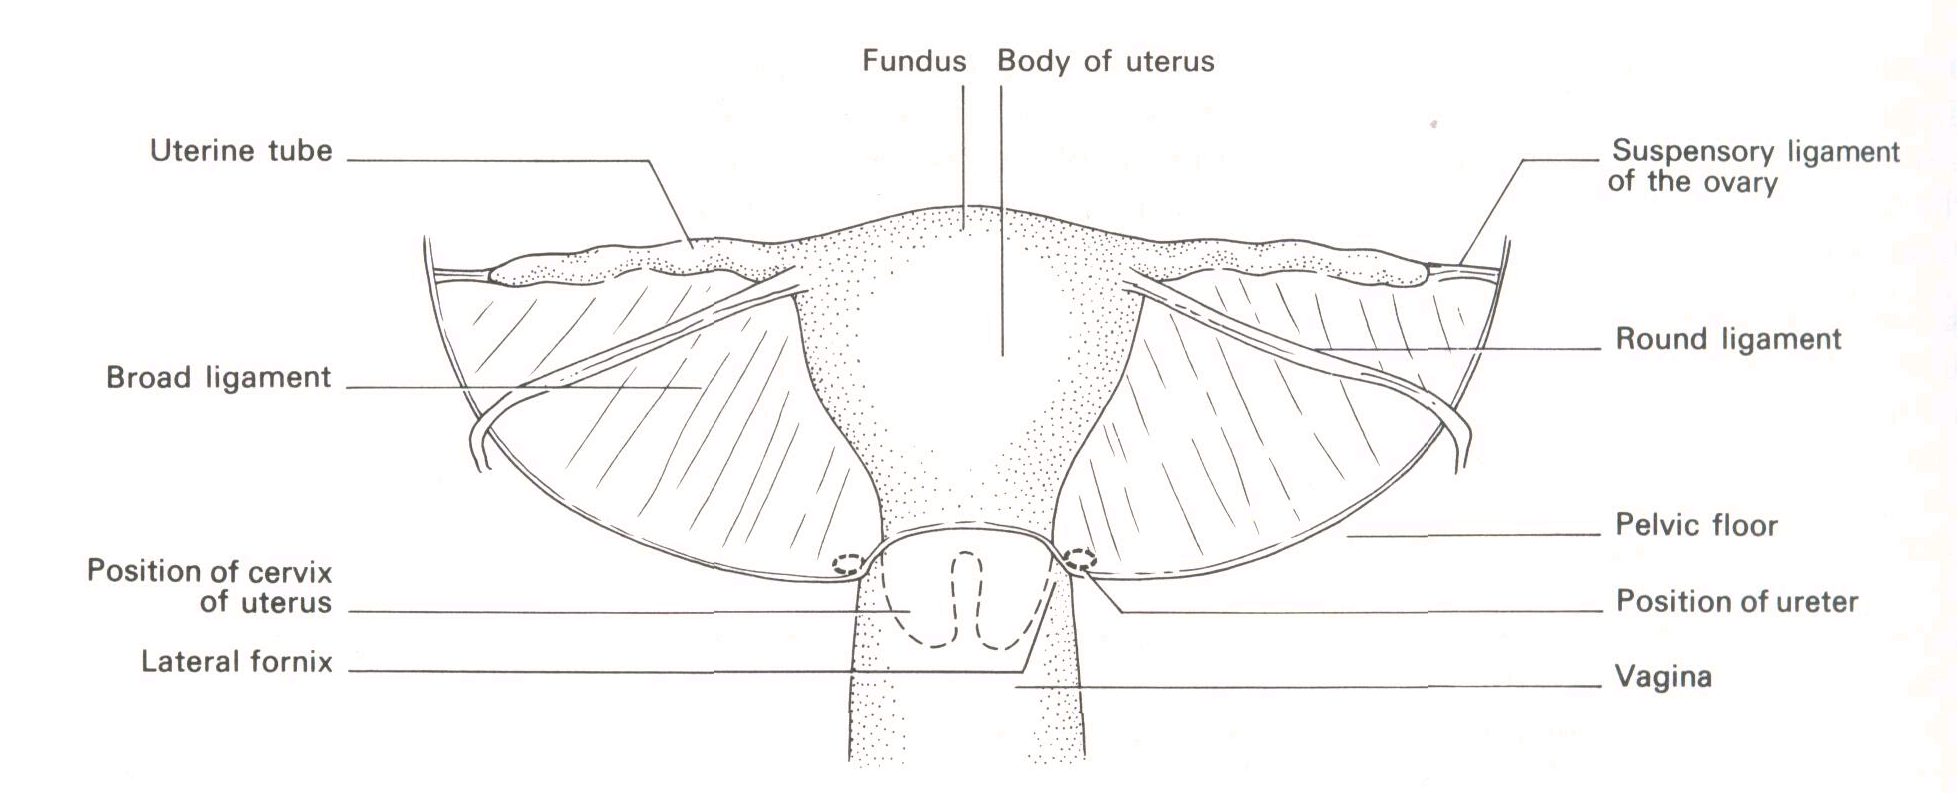 Fundus Body of uterus
Uterine tube
Suspensory ligament
of the ovary
Round ligament
Broad ligament
Pelvic floor
Position of cervix
of uterus
Position of ureter
Lateral fornix
Vagina